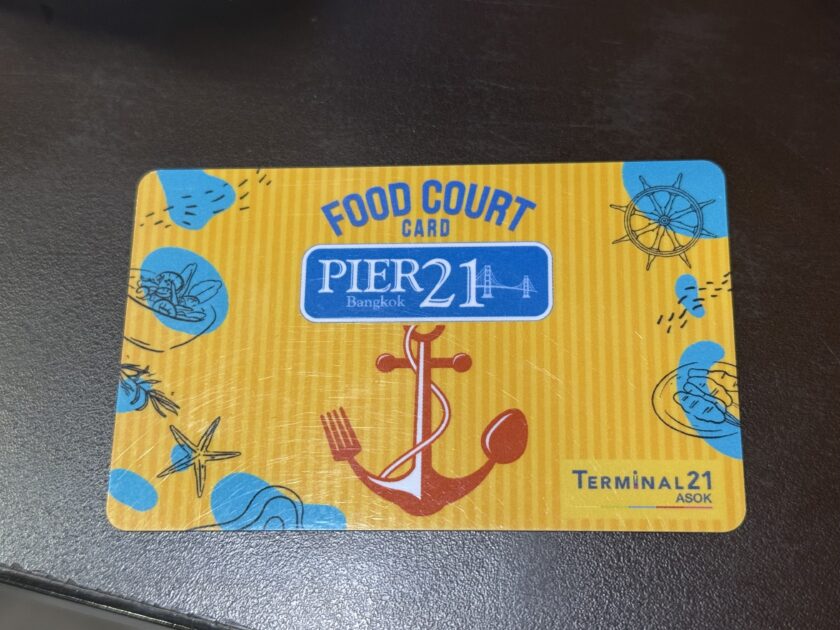 FOOD COURT
CARD
PIER21
Bangkok
TERMINAL21
ASOK